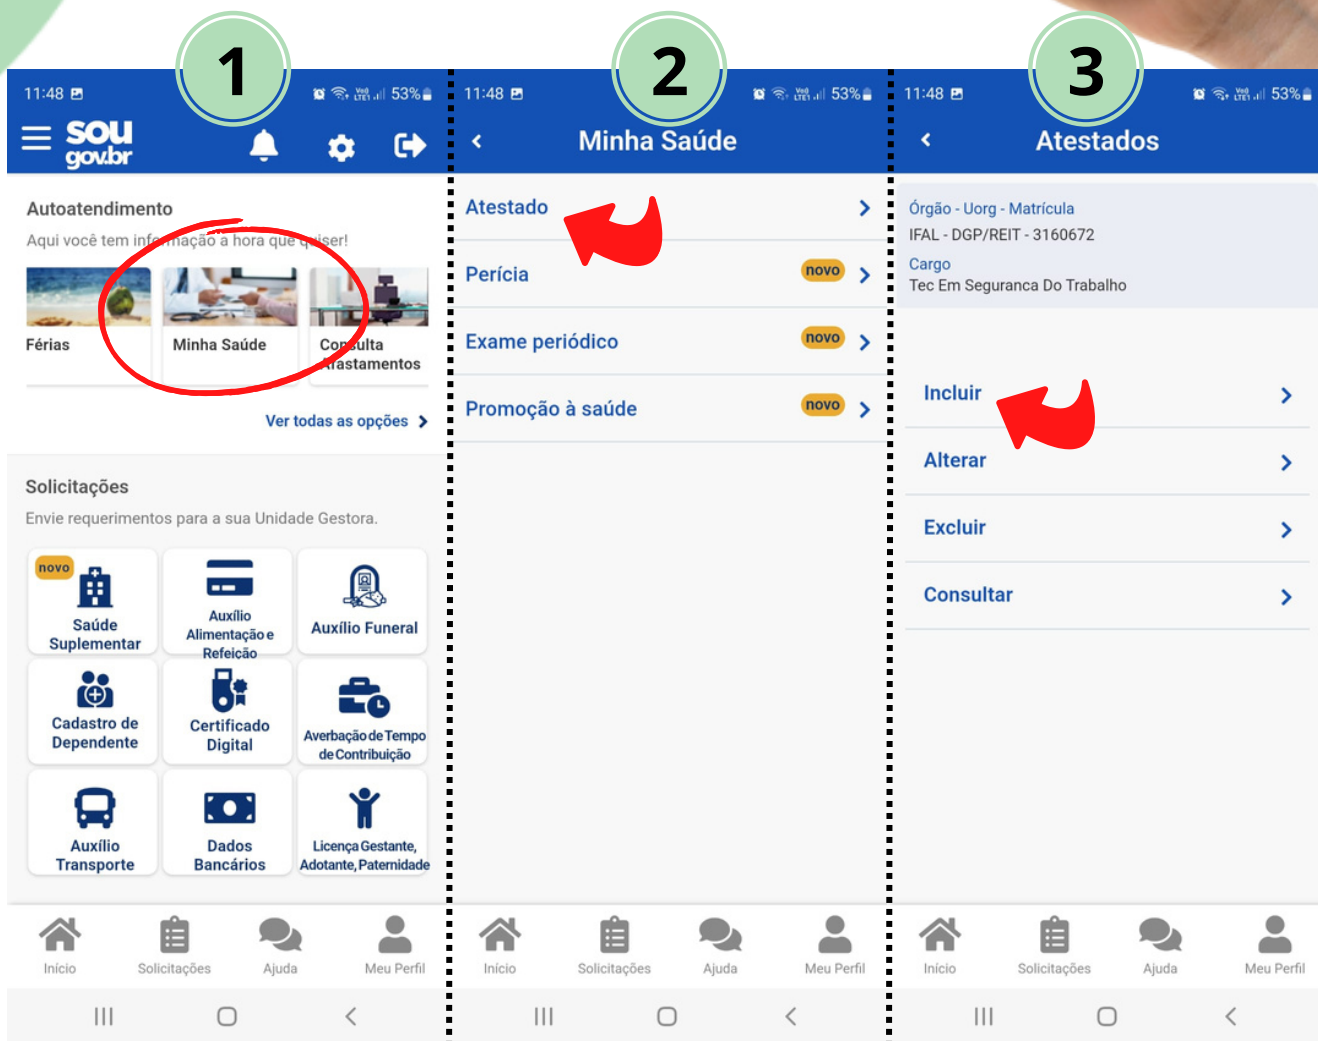 1
11:48
53%
sou
gov.br
Autoatendimento
Aqui você tem informação a hora que quiser!
Férias
Minha Saúde
Consulta
Afastamentos
Ver todas as opções
Solicitações
Envie requerimentos para a sua Unidade Gestora.
novo
Saúde
Suplementar
Auxílio
Alimentação e
Refeição
Auxílio Funeral
Cadastro de
Dependente
Certificado
Digital
Averbação de Tempo
de Contribuição
Auxílio
Transporte
Dados
Bancários
Licença Gestante,
Adotante, Paternidade
Início
Solicitações
Ajuda
Meu Perfil
2
11:48
53%
Minha Saúde
Atestado
Perícia
novo
Exame periódico
novo
Promoção à saúde
novo
Início
Solicitações
Ajuda
Meu Perfil
3
11:48
53%
Atestados
Órgão - Uorg - Matrícula
IFAL - DGP/REIT - 3160672
Cargo
Tec Em Seguranca Do Trabalho
Incluir
Alterar
Excluir
Consultar
Início
Solicitações
Ajuda
Meu Perfil